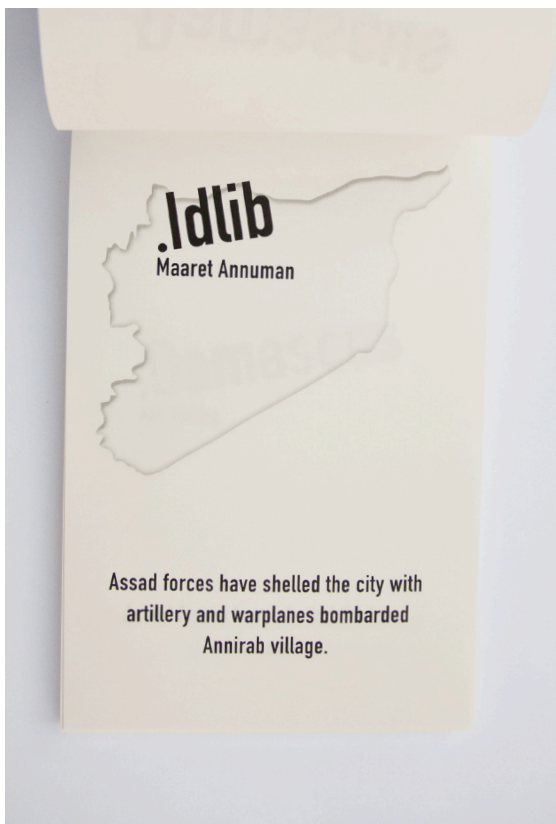 .Idlib
Maaret Annuman
Assad forces have shelled the city with
artillery and warplanes bombarded
Annirab village.